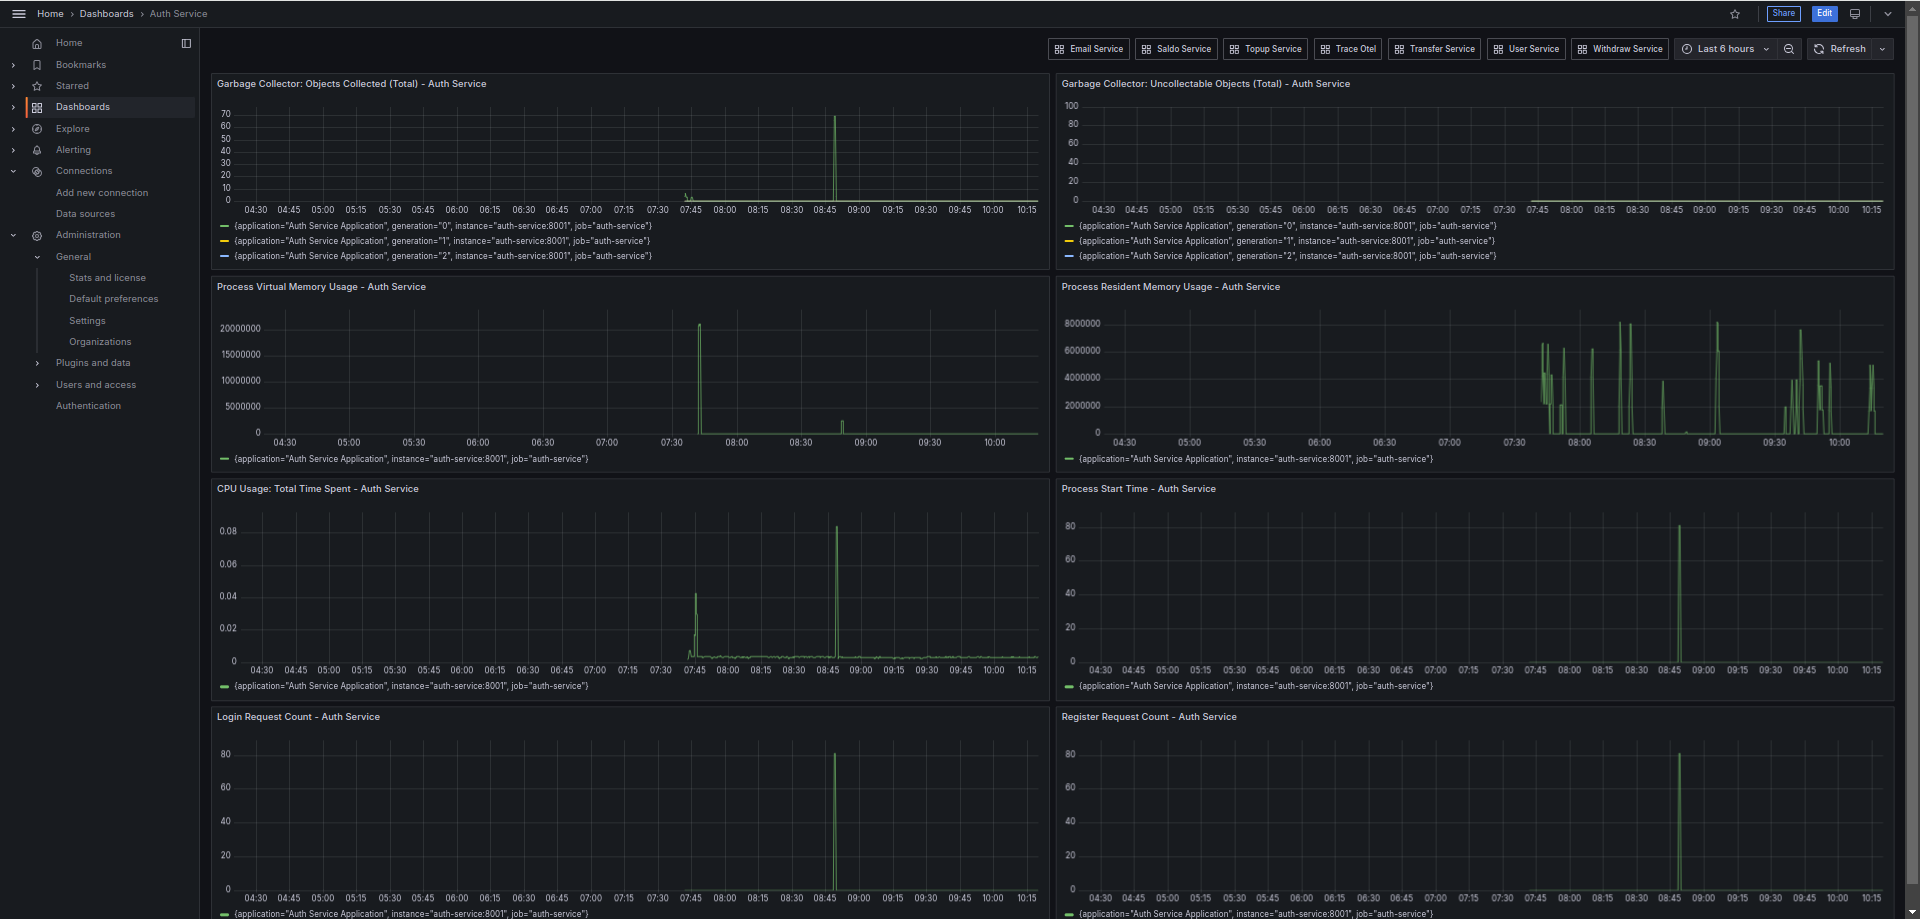 Home › Dashboards › Auth Service
Share
Edit
Home
Bookmarks
Starred
Dashboards
Explore
Alerting
Connections
Add new connection
Data sources
Administration
General
Stats and license
Default preferences
Settings
Organizations
Plugins and data
Users and access
Authentication
Email Service
Saldo Service
Topup Service
Trace Otel
Transfer Service
User Service
Withdraw Service
Last 6 hours
Refresh
Garbage Collector: Objects Collected (Total) - Auth Service
70
60
50
40
30
20
10
0
04:30 04:45 05:00 05:15 05:30 05:45 06:00 06:15 06:30 06:45 07:00 07:15 07:30 07:45 08:00 08:15 08:30 08:45 09:00 09:15 09:30 09:45 10:00 10:15
{application="Auth Service Application", generation="0", instance="auth-service:8001", job="auth-service"}
{application="Auth Service Application", generation="1", instance="auth-service:8001", job="auth-service"}
{application="Auth Service Application", generation="2", instance="auth-service:8001", job="auth-service"}
Garbage Collector: Uncollectable Objects (Total) - Auth Service
100
80
60
40
20
0
04:30 04:45 05:00 05:15 05:30 05:45 06:00 06:15 06:30 06:45 07:00 07:15 07:30 07:45 08:00 08:15 08:30 08:45 09:00 09:15 09:30 09:45 10:00 10:15
{application="Auth Service Application", generation="0", instance="auth-service:8001", job="auth-service"}
{application="Auth Service Application", generation="1", instance="auth-service:8001", job="auth-service"}
{application="Auth Service Application", generation="2", instance="auth-service:8001", job="auth-service"}
Process Virtual Memory Usage - Auth Service
20000000
15000000
10000000
5000000
0
04:30 05:00 05:30 06:00 06:30 07:00 07:30 08:00 08:30 09:00 09:30 10:00
{application="Auth Service Application", instance="auth-service:8001", job="auth-service"}
Process Resident Memory Usage - Auth Service
8000000
6000000
4000000
2000000
0
04:30 05:00 05:30 06:00 06:30 07:00 07:30 08:00 08:30 09:00 09:30 10:00
{application="Auth Service Application", instance="auth-service:8001", job="auth-service"}
CPU Usage: Total Time Spent - Auth Service
0.08
0.06
0.04
0.02
0
04:30 04:45 05:00 05:15 05:30 05:45 06:00 06:15 06:30 06:45 07:00 07:15 07:30 07:45 08:00 08:15 08:30 08:45 09:00 09:15 09:30 09:45 10:00 10:15
{application="Auth Service Application", instance="auth-service:8001", job="auth-service"}
Process Start Time - Auth Service
80
60
40
20
0
04:30 04:45 05:00 05:15 05:30 05:45 06:00 06:15 06:30 06:45 07:00 07:15 07:30 07:45 08:00 08:15 08:30 08:45 09:00 09:15 09:30 09:45 10:00 10:15
{application="Auth Service Application", instance="auth-service:8001", job="auth-service"}
Login Request Count - Auth Service
80
60
40
20
0
04:30 04:45 05:00 05:15 05:30 05:45 06:00 06:15 06:30 06:45 07:00 07:15 07:30 07:45 08:00 08:15 08:30 08:45 09:00 09:15 09:30 09:45 10:00 10:15
{application="Auth Service Application", instance="auth-service:8001", job="auth-service"}
Register Request Count - Auth Service
80
60
40
20
0
04:30 04:45 05:00 05:15 05:30 05:45 06:00 06:15 06:30 06:45 07:00 07:15 07:30 07:45 08:00 08:15 08:30 08:45 09:00 09:15 09:30 09:45 10:00 10:15
{application="Auth Service Application", instance="auth-service:8001", job="auth-service"}